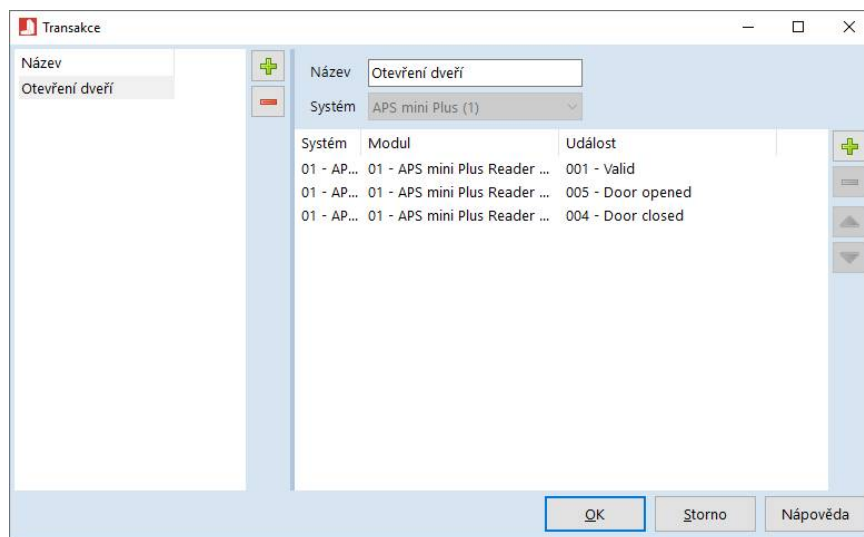 Transakce
Název
Otevření dveří
Název Otevření dveří
Systém APS mini Plus (1)
Systém Modul Událost
01 - AP... 01 - APS mini Plus Reader ... 001 - Valid
01 - AP... 01 - APS mini Plus Reader ... 005 - Door opened
01 - AP... 01 - APS mini Plus Reader ... 004 - Door closed
OK Storno Nápověda